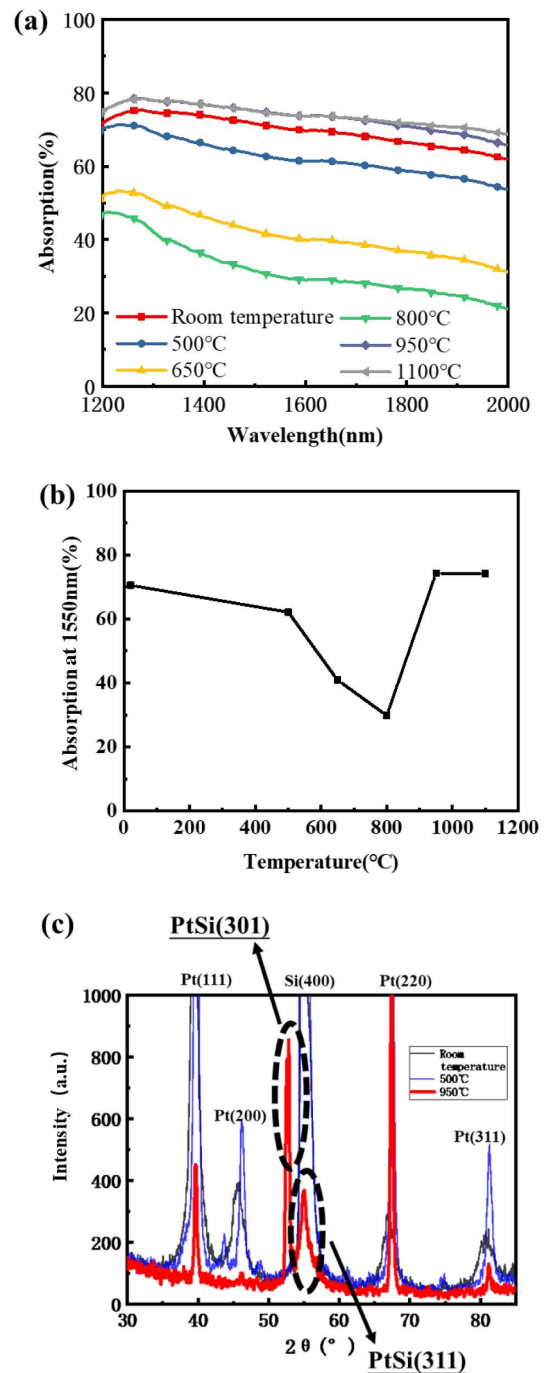 (a)
100
80
60
40
20
0
Absorption(%)
Room temperature
500℃
650℃
800℃
950℃
1100℃
1200 1400 1600 1800 2000
Wavelength(nm)
(b)
100
80
60
40
20
0
Absorption at 1550nm(%)
0 200 400 600 800 1000 1200
Temperature(℃)
(c)
PtSi(301)
Pt(111)
Si(400)
Pt(220)
1000
800
600
400
200
0
Intensity (a.u.)
Room
temperature
500℃
950℃
Pt(200)
Pt(311)
30 40 50 60 70 80
2θ(°)
PtSi(311)